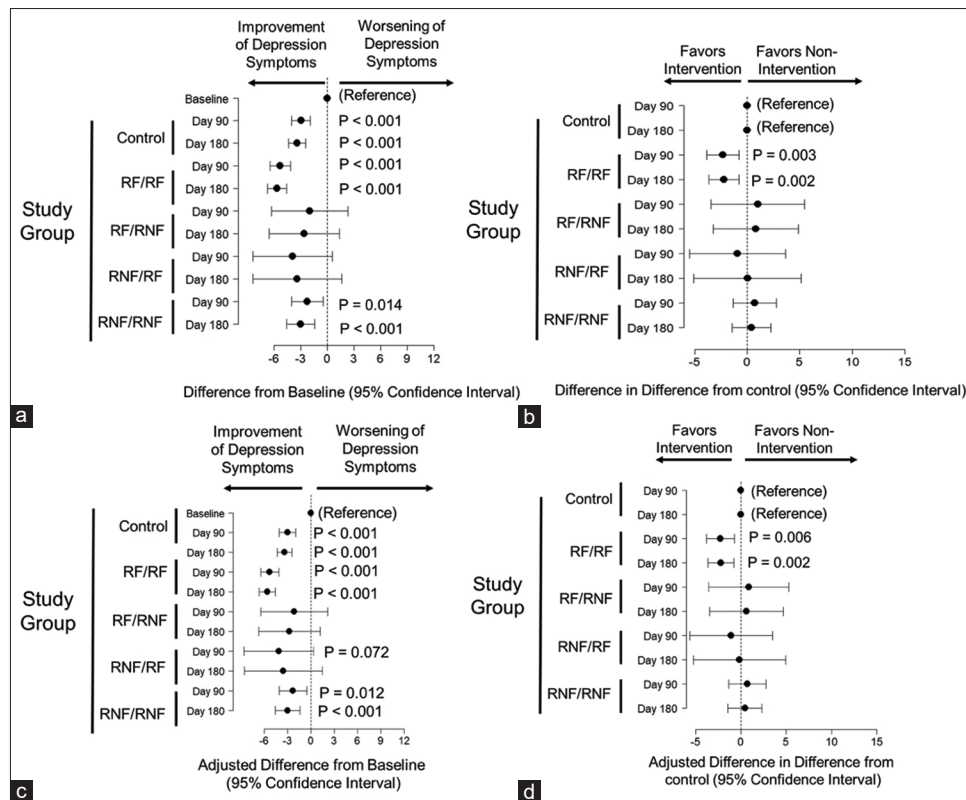 Improvement of Depression Symptoms
Worsening of Depression Symptoms
Baseline (Reference)
Study Group
Control
Day 90 P < 0.001
Day 180 P < 0.001
RF/RF
Day 90 P < 0.001
Day 180 P < 0.001
RF/RNF
Day 90
Day 180
RNF/RF
Day 90
Day 180
RNF/RNF
Day 90 P = 0.014
Day 180 P < 0.001
-6 -3 0 3 6 9 12
Difference from Baseline (95% Confidence Interval)
a
Favors Intervention
Favors Non-Intervention
Study Group
Control
Day 90 (Reference)
Day 180 (Reference)
RF/RF
Day 90 P = 0.003
Day 180 P = 0.002
RF/RNF
Day 90
Day 180
RNF/RF
Day 90
Day 180
RNF/RNF
Day 90
Day 180
-5 0 5 10 15
Difference in Difference from control (95% Confidence Interval)
b
Improvement of Depression Symptoms
Worsening of Depression Symptoms
Baseline (Reference)
Study Group
Control
Day 90 P < 0.001
Day 180 P < 0.001
RF/RF
Day 90 P < 0.001
Day 180 P < 0.001
RF/RNF
Day 90
Day 180
RNF/RF
Day 90 P = 0.072
Day 180
RNF/RNF
Day 90 P = 0.012
Day 180 P < 0.001
-6 -3 0 3 6 9 12
Adjusted Difference from Baseline
(95% Confidence Interval)
c
Favors Intervention
Favors Non-Intervention
Study Group
Control
Day 90 (Reference)
Day 180 (Reference)
RF/RF
Day 90 P = 0.006
Day 180 P = 0.002
RF/RNF
Day 90
Day 180
RNF/RF
Day 90
Day 180
RNF/RNF
Day 90
Day 180
-5 0 5 10 15
Adjusted Difference in Difference from
control (95% Confidence Interval)
d